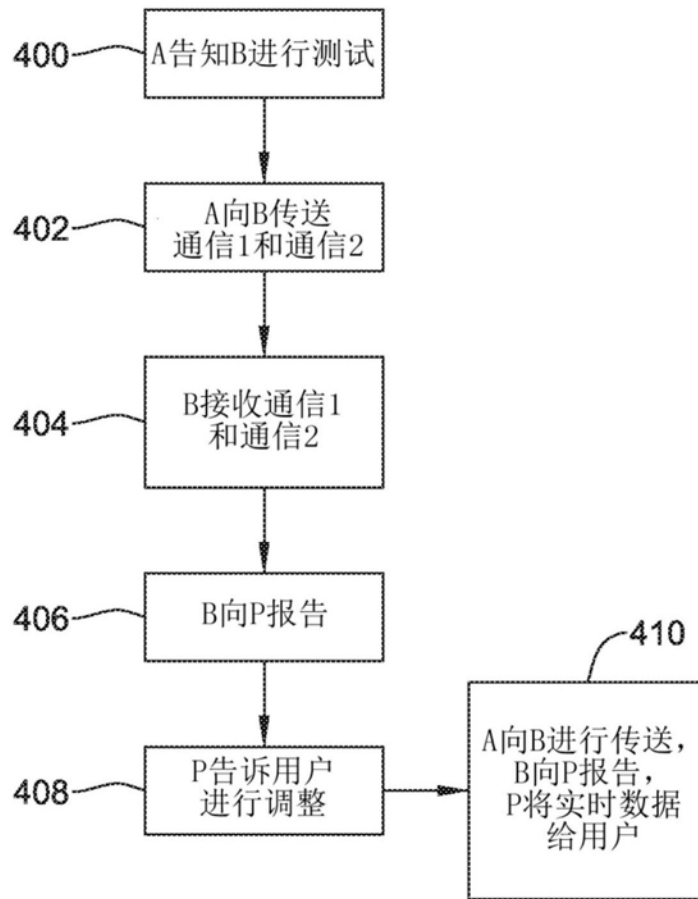 400
A告知B进行测试
402
A向B传送
通信1和通信2
404
B接收通信1
和通信2
406
B向P报告
408
P告诉用户
进行调整
410
A向B进行传送,
B向P报告,
P将实时数据
给用户